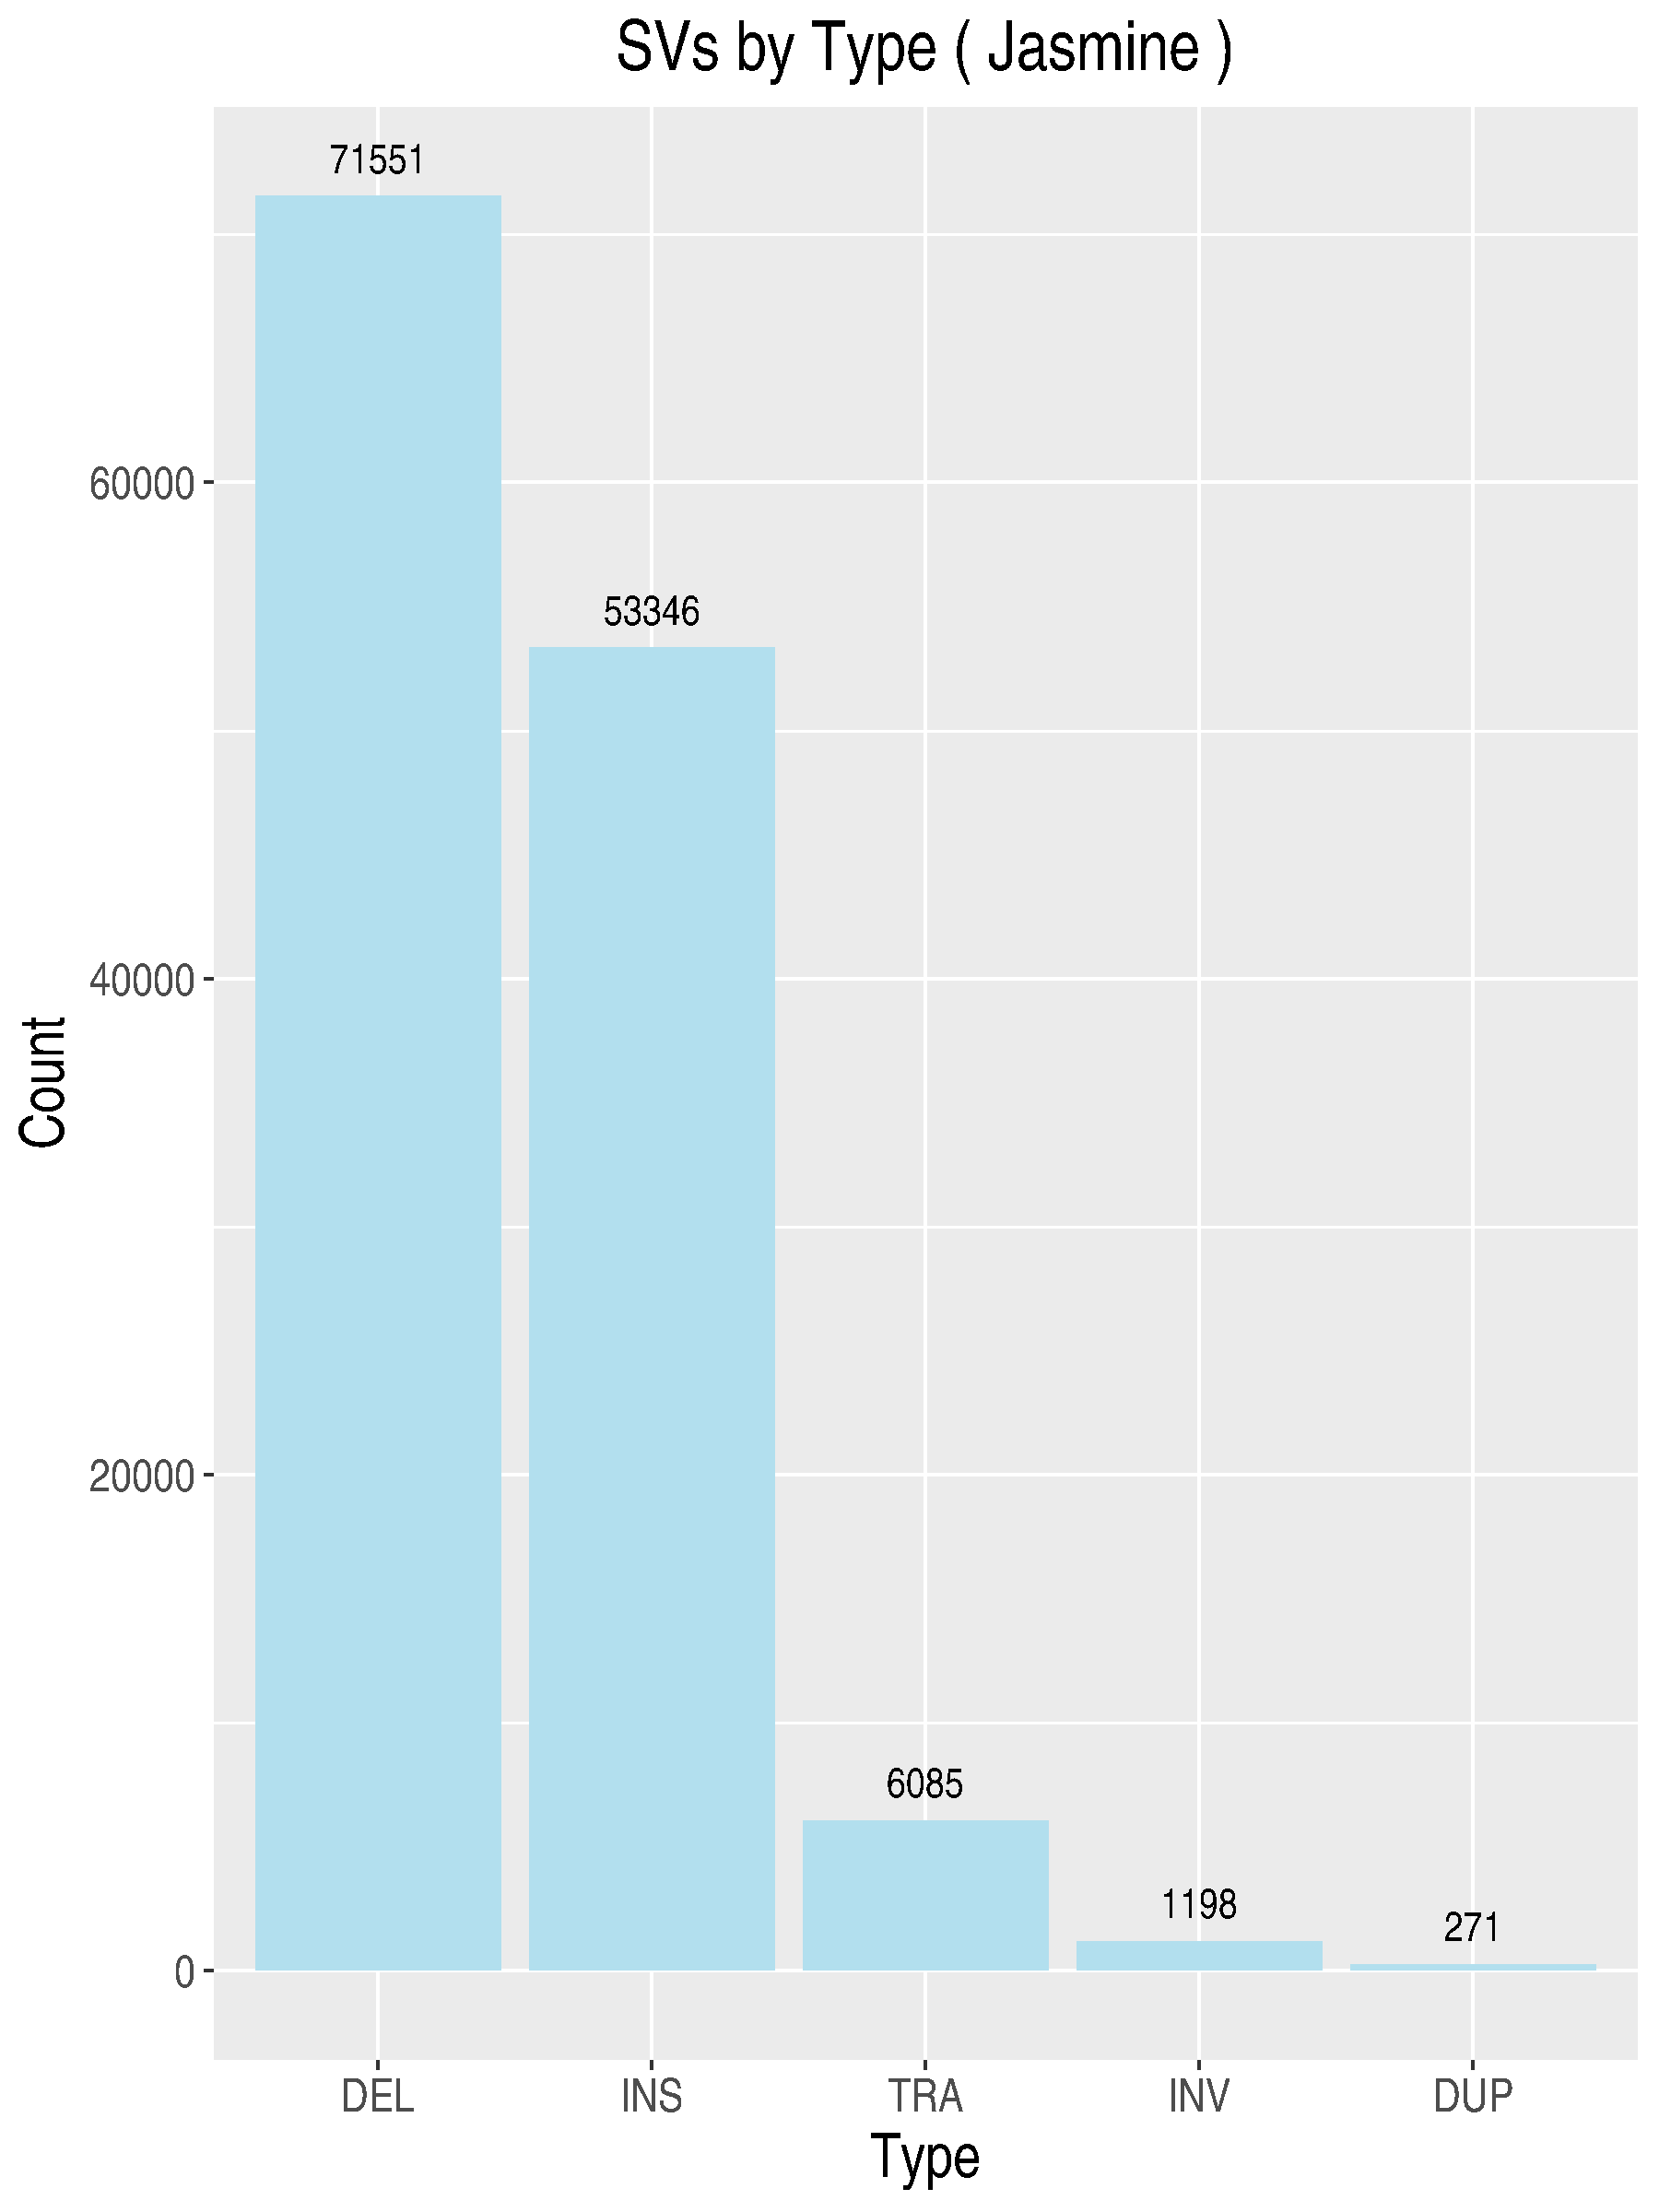 SVs by Type ( Jasmine )
71551
53346
6085
1198
271
60000
40000
20000
0
Count
DEL INS TRA INV DUP
Type